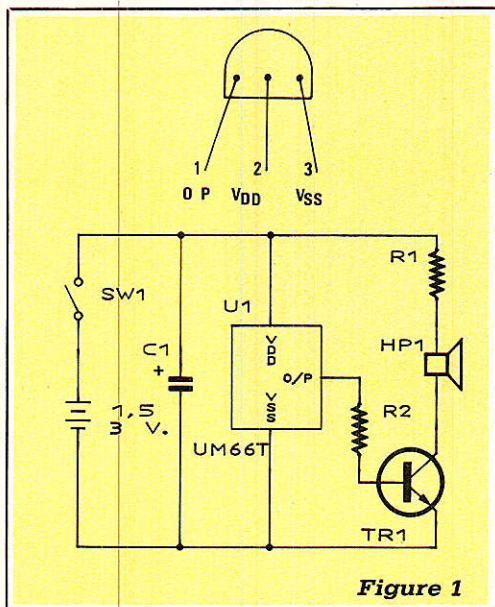 1 2 3
O P VDD VSS
R1
SW1
U1
C1
+
VDD
O/P
VSS
HP1
R2
1,5
3 V.
UM66T
TR1
Figure 1